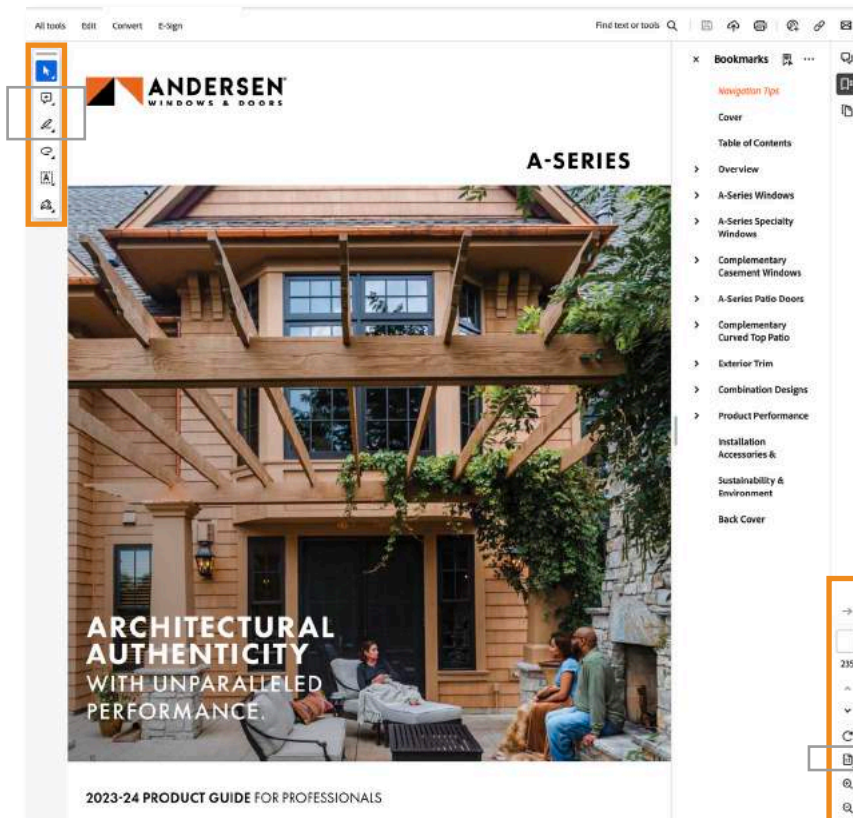 All tools Edit Convert E-Sign
Find text or tools
ANDERSEN
WINDOWS & DOORS
A-SERIES
ARCHITECTURAL
AUTHENTICITY
WITH UNPARALLELED
PERFORMANCE.
2023-24 PRODUCT GUIDE FOR PROFESSIONALS
Bookmarks
Navigation Tips
Cover
Table of Contents
Overview
A-Series Windows
A-Series Specialty
Windows
Complementary
Casement Windows
A-Series Patio Doors
Complementary
Curved Top Patio
Exterior Trim
Combination Designs
Product Performance
Installation
Accessories &
Sustainability &
Environment
Back Cover
235